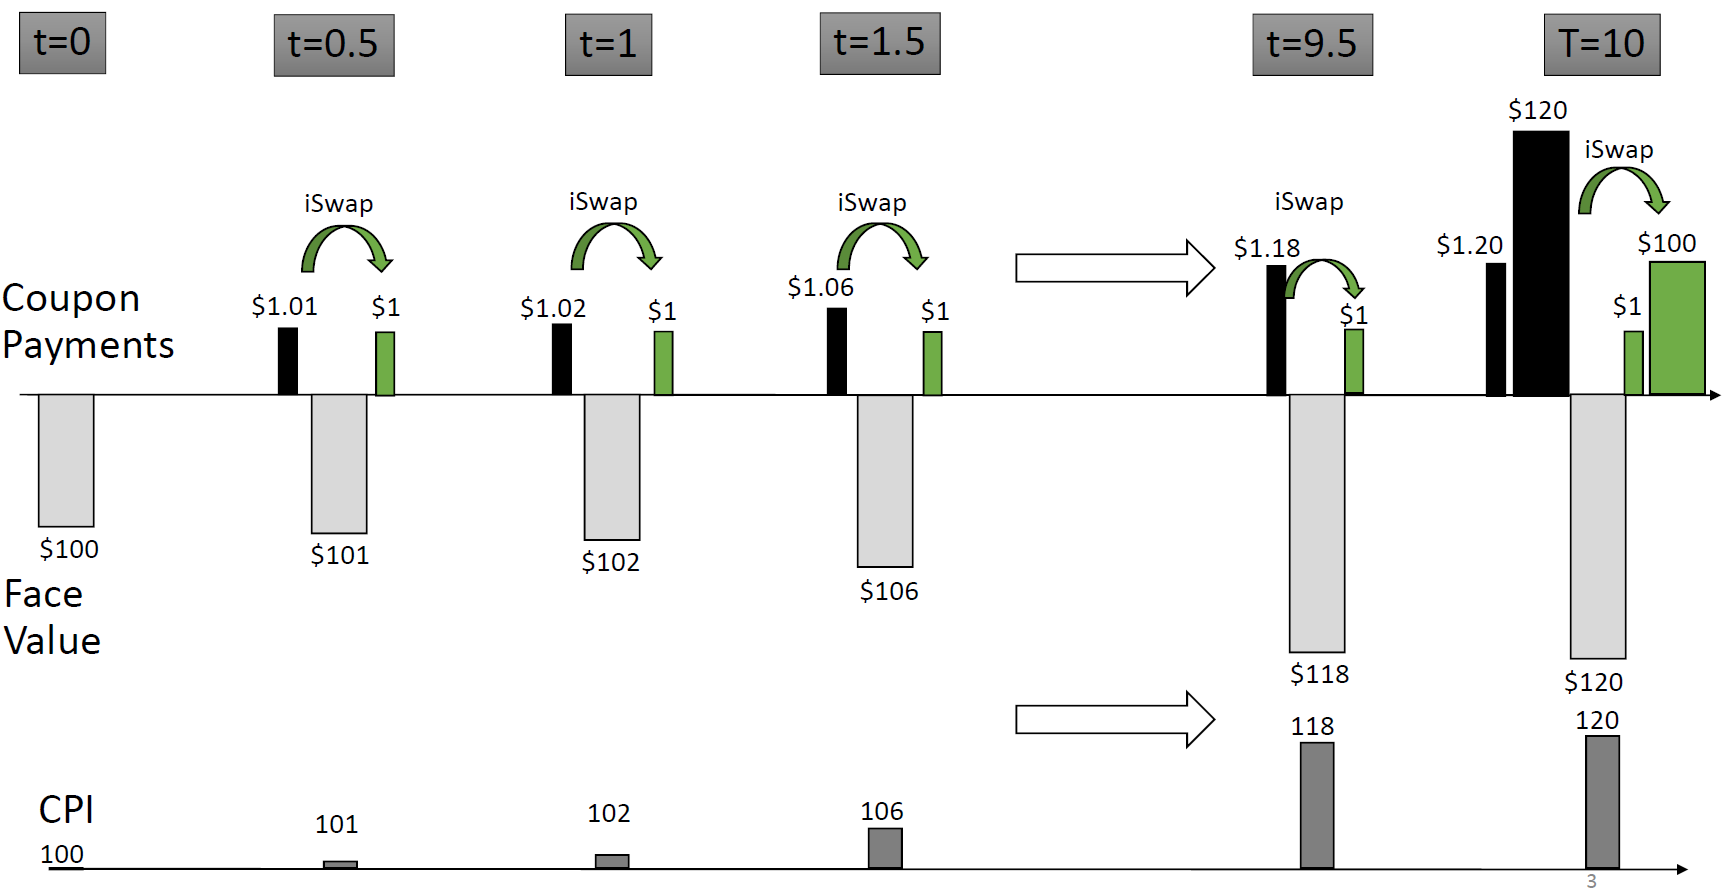 t=0
t=0.5
t=1
t=1.5
t=9.5
T=10
$120
iSwap
iSwap
iSwap
iSwap
iSwap
$1.01
$1
$1.02
$1
$1.06
$1
$1.18
$1
$1.20
$1
$100
Coupon
Payments
$100
$101
$102
$106
$118
$120
Face
Value
CPI
100
101
102
106
118
120
3